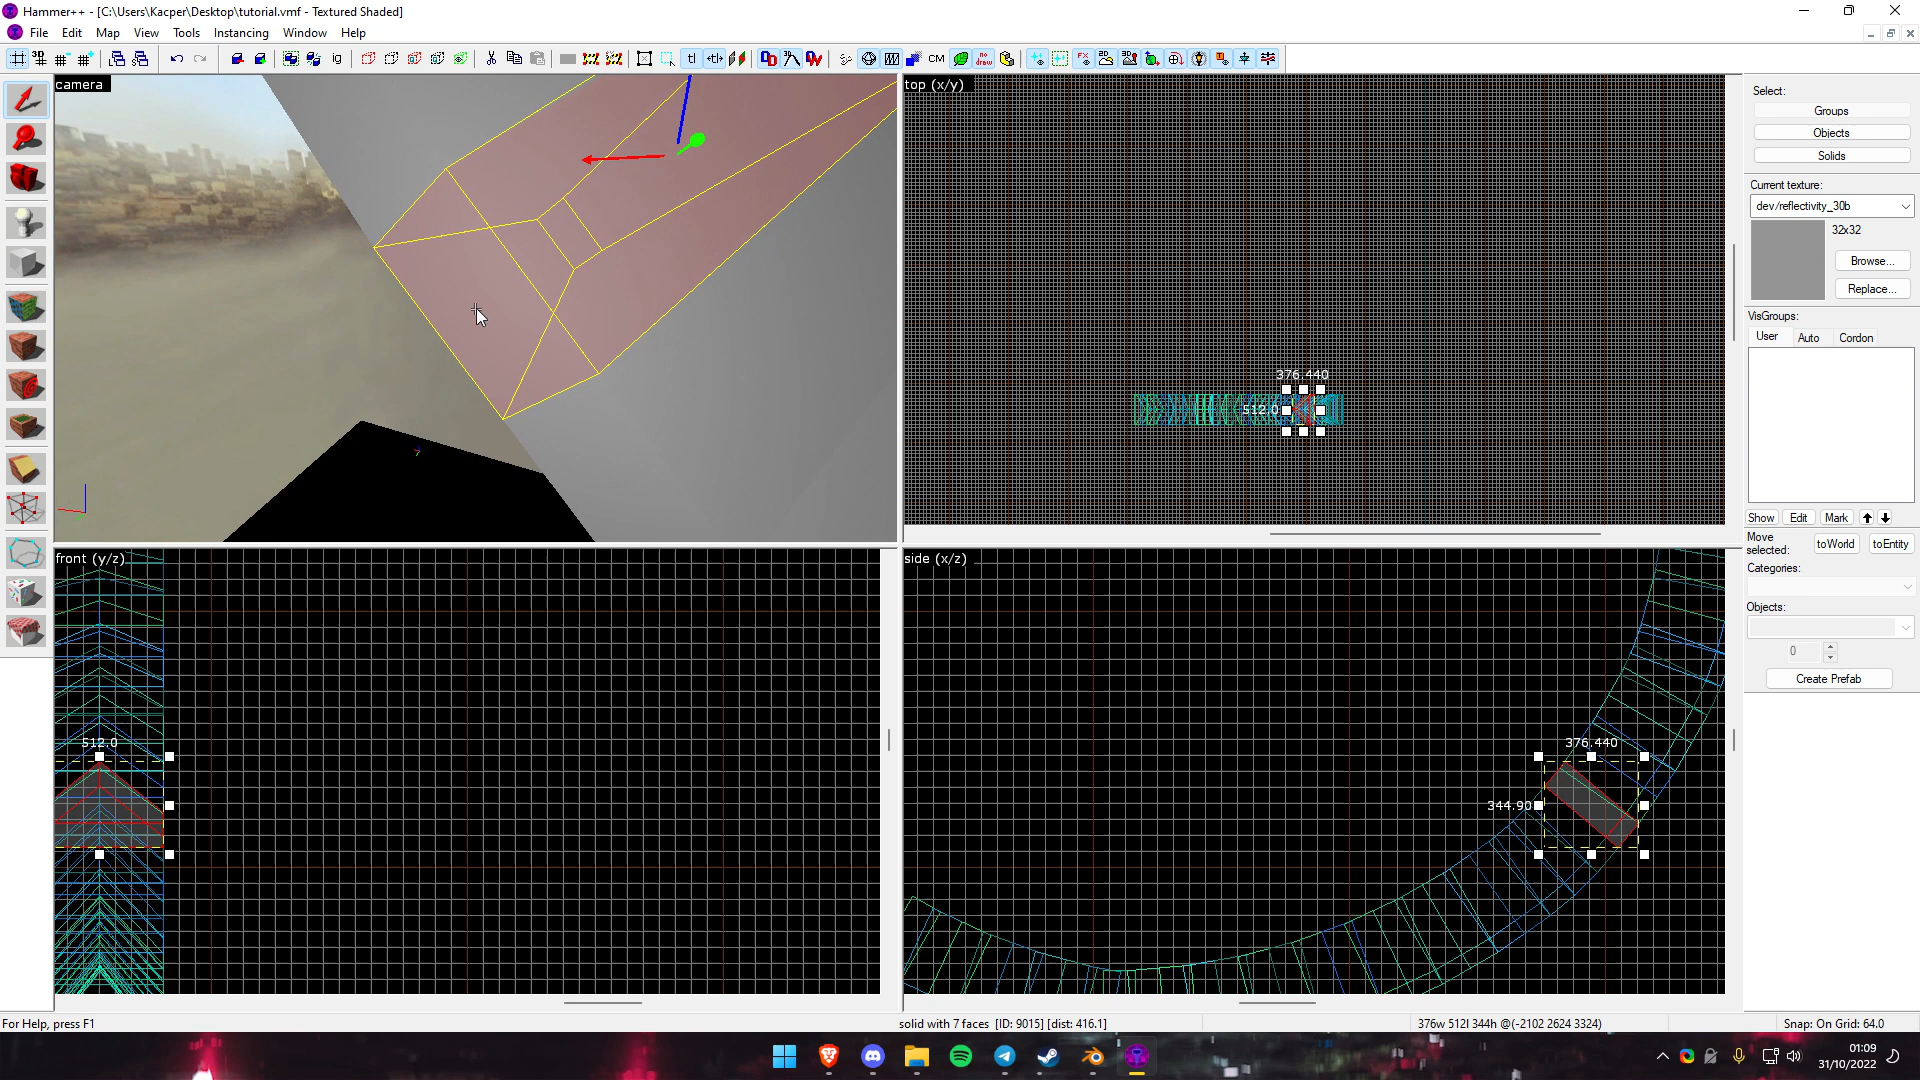 Hammer++ - [C:\Users\Kacper\Desktop\tutorial.vmf - Textured Shaded]
File Edit Map View Tools Instancing Window Help
camera
top (x/y)
376.440
512.0
front (y/z)
512.0
side (x/z)
376.440
344.90
Select:
Groups
Objects
Solids
Current texture:
dev/reflectivity_30b
32x32
Browse...
Replace...
VisGroups:
User Auto Cordon
Show Edit Mark
Move selected:
toWorld toEntity
Categories:
Objects:
0
Create Prefab
For Help, press F1
solid with 7 faces [ID: 9015] [dist: 416.1]
376w 512l 344h @(-2102 2624 3324)
Snap: On Grid: 64.0
01:09
31/10/2022